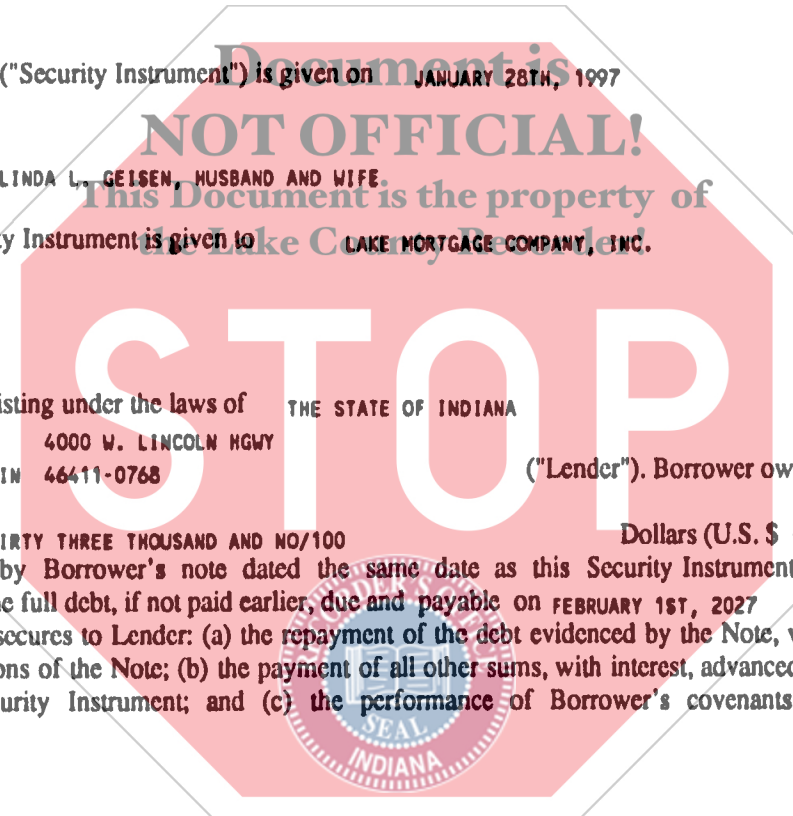 ("Security Instrument") is given on JANUARY 28TH, 1997
Document is
NOT OFFICIAL!
LINDA L. GEISEN, HUSBAND AND WIFE
This Document is the property of
ty Instrument is given to LAKE MORTGAGE COMPANY, INC.
the Lake County Recorder!
STOP
isting under the laws of THE STATE OF INDIANA
4000 W. LINCOLN HGWY
IN 46411-0768 ("Lender"). Borrower ow
IRTY THREE THOUSAND AND NO/100 Dollars (U.S. $
by Borrower's note dated the same date as this Security Instrument
e full debt, if not paid earlier, due and payable on FEBRUARY 1ST, 2027
secures to Lender: (a) the repayment of the debt evidenced by the Note, w
ons of the Note; (b) the payment of all other sums, with interest, advanced
urity Instrument; and (c) the performance of Borrower's covenants
RECORDER'S OFFICE
SEAL
INDIANA